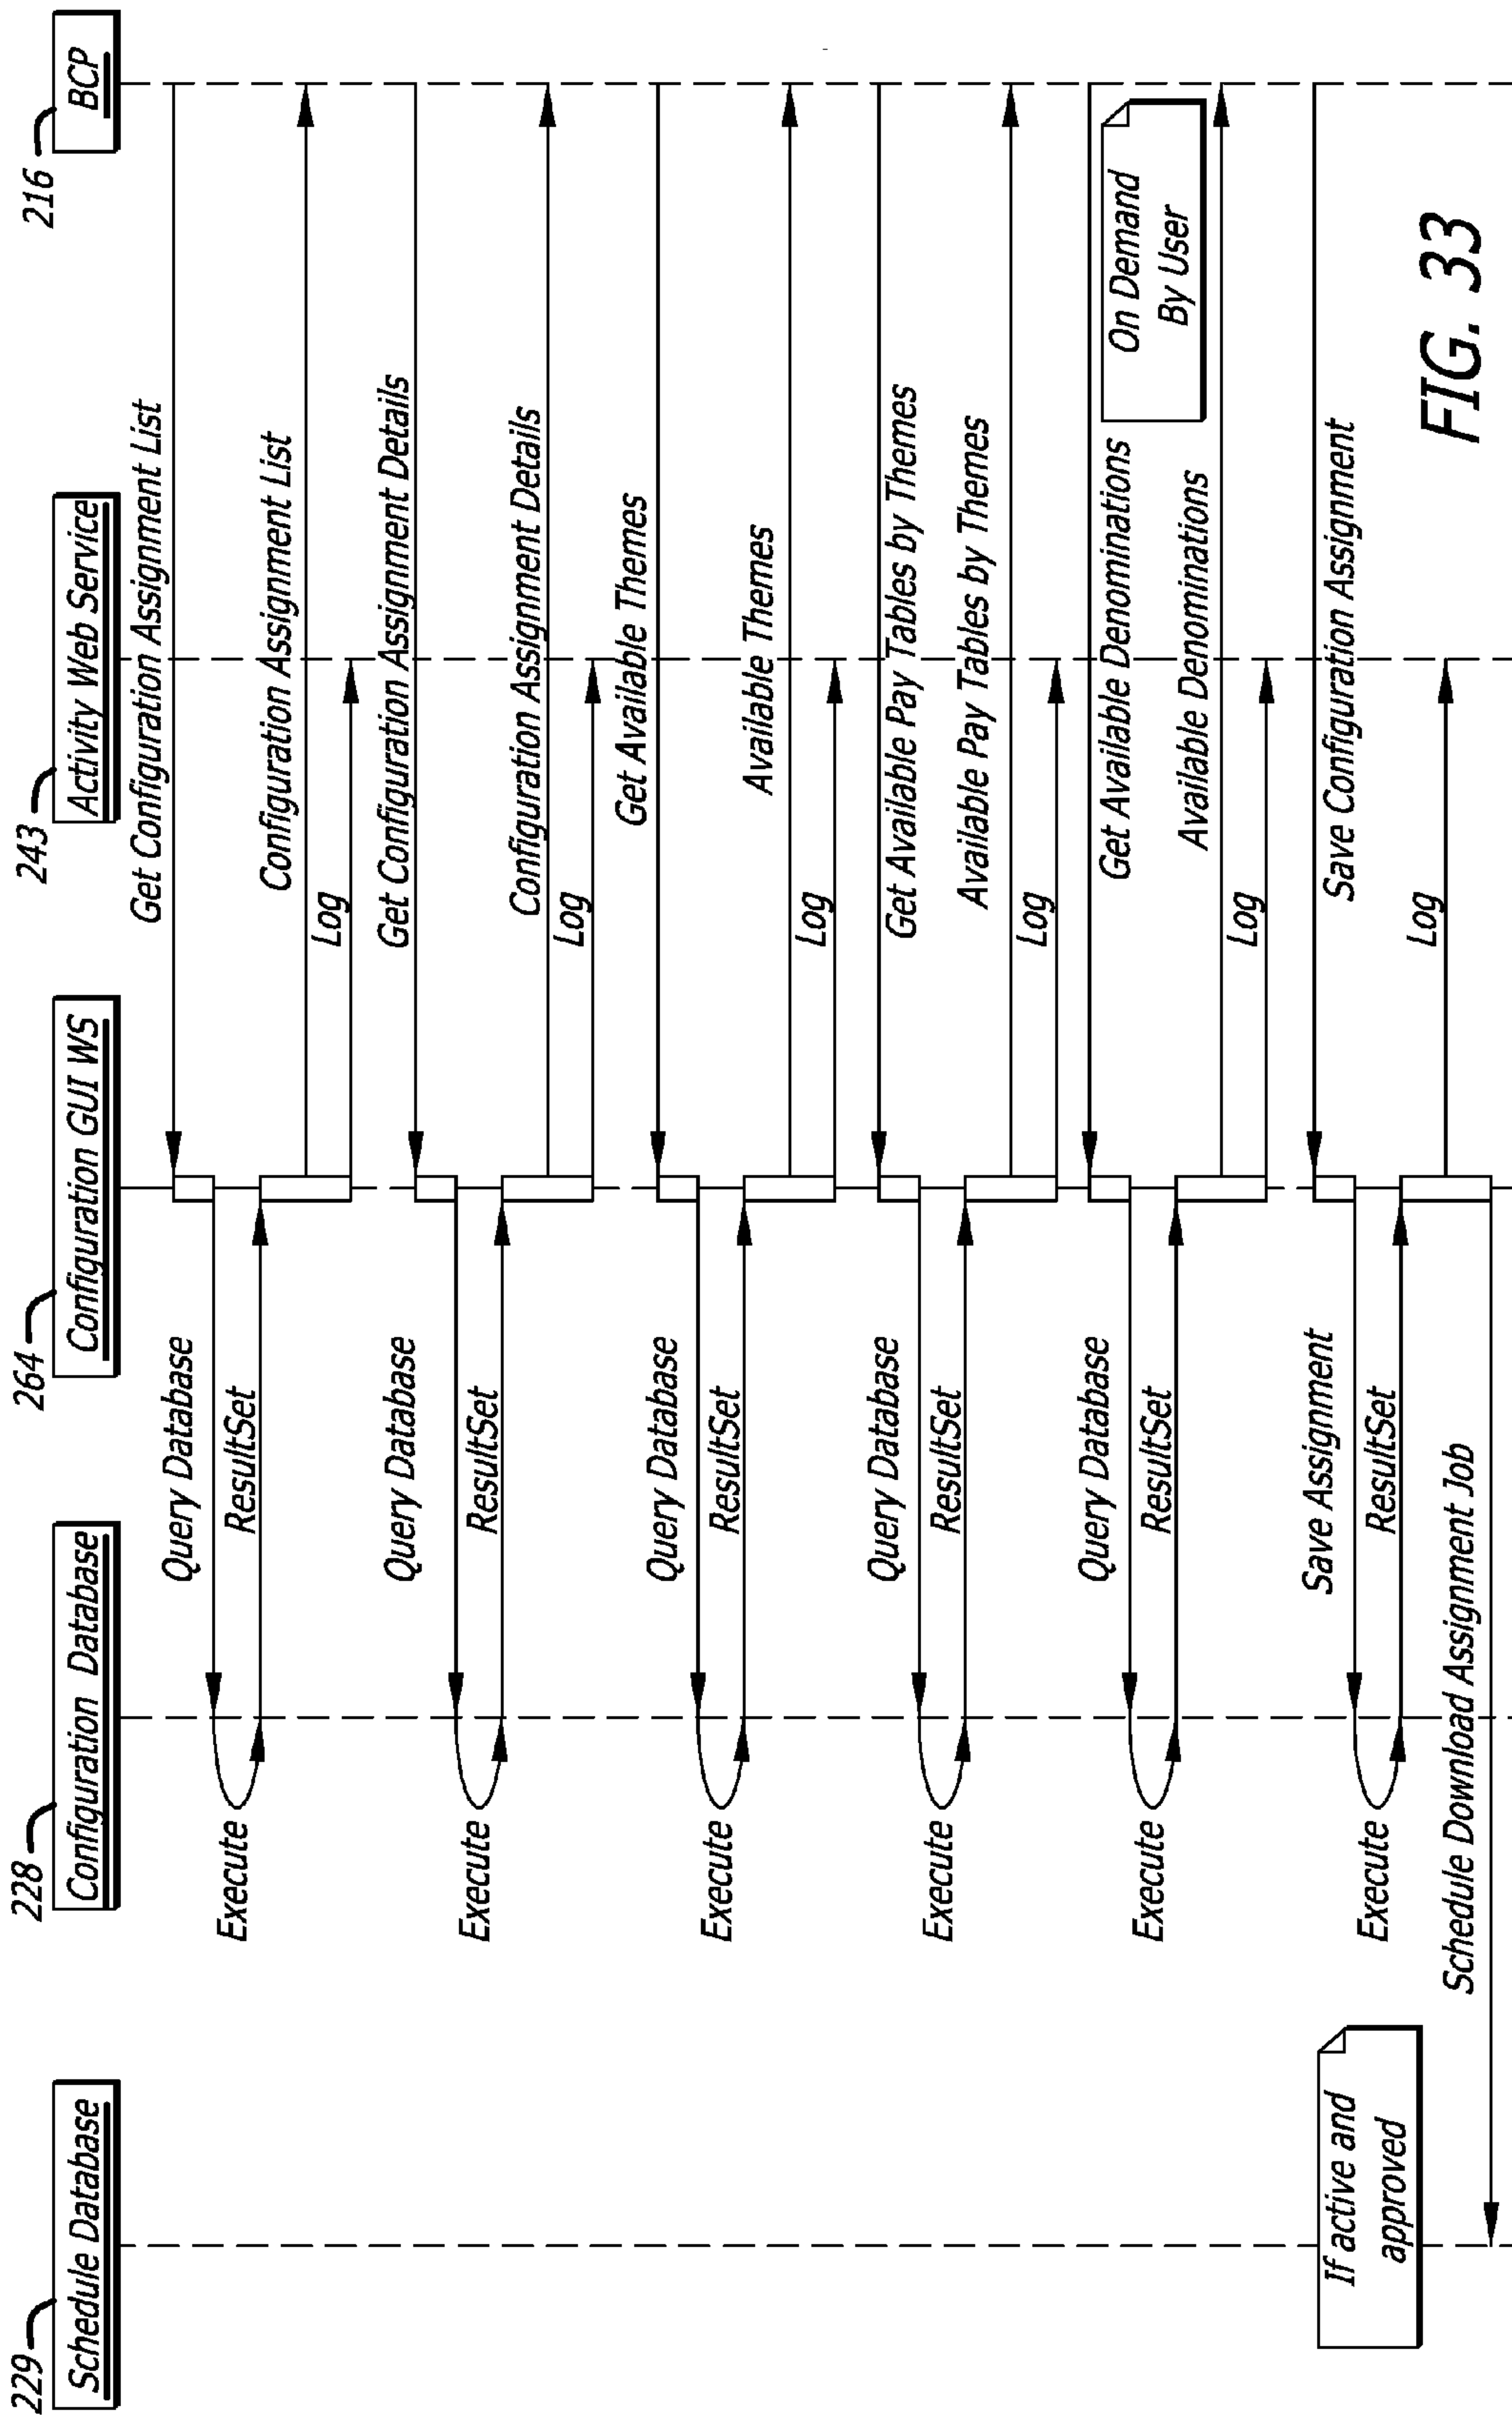 229
Schedule Database
228
Configuration Database
264
Configuration GUI WS
243
Activity Web Service
216
BCP
Get Configuration Assignment List
Query Database
Execute
ResultSet
Configuration Assignment List
Log
Get Configuration Assignment Details
Query Database
Execute
ResultSet
Configuration Assignment Details
Log
Get Available Themes
Query Database
Execute
ResultSet
Available Themes
Log
Get Available Pay Tables by Themes
Query Database
Execute
ResultSet
Available Pay Tables by Themes
Log
Get Available Denominations
On Demand
By User
Query Database
Execute
ResultSet
Available Denominations
Log
Save Configuration Assignment
Save Assignment
Execute
ResultSet
If active and
approved
Log
Schedule Download Assignment Job
FIG. 33